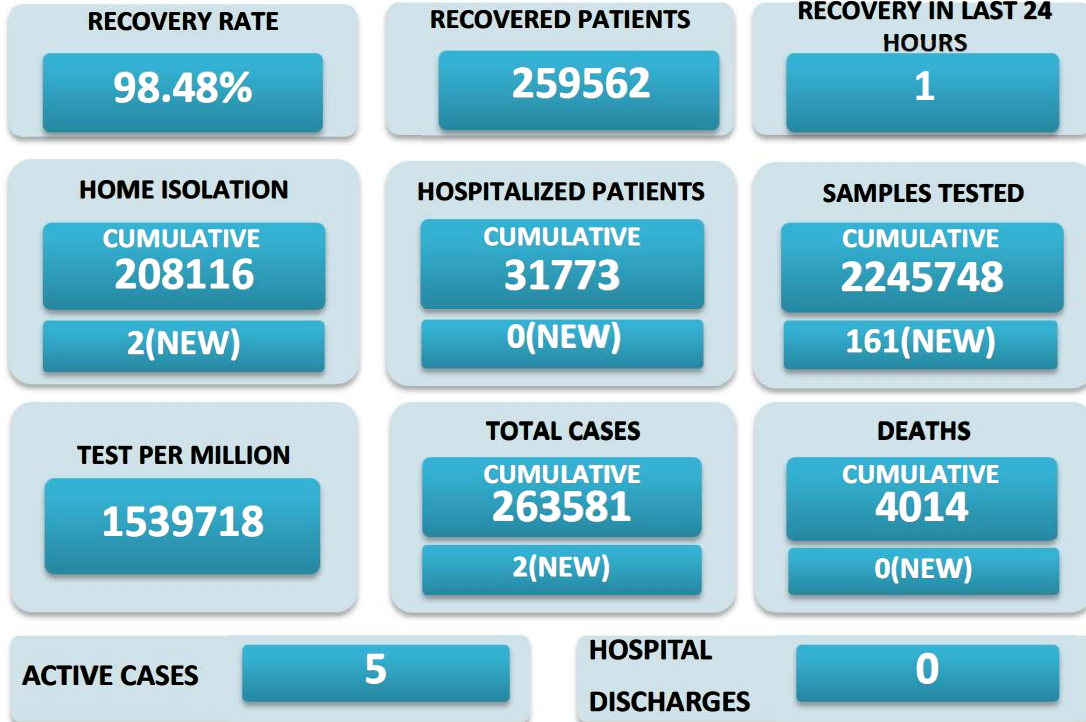 RECOVERY RATE
98.48%
RECOVERED PATIENTS
259562
RECOVERY IN LAST 24
HOURS
1
HOME ISOLATION
CUMULATIVE
208116
2(NEW)
HOSPITALIZED PATIENTS
CUMULATIVE
31773
0(NEW)
SAMPLES TESTED
CUMULATIVE
2245748
161(NEW)
TEST PER MILLION
1539718
TOTAL CASES
CUMULATIVE
263581
2(NEW)
DEATHS
CUMULATIVE
4014
0(NEW)
ACTIVE CASES
5
HOSPITAL
DISCHARGES
0